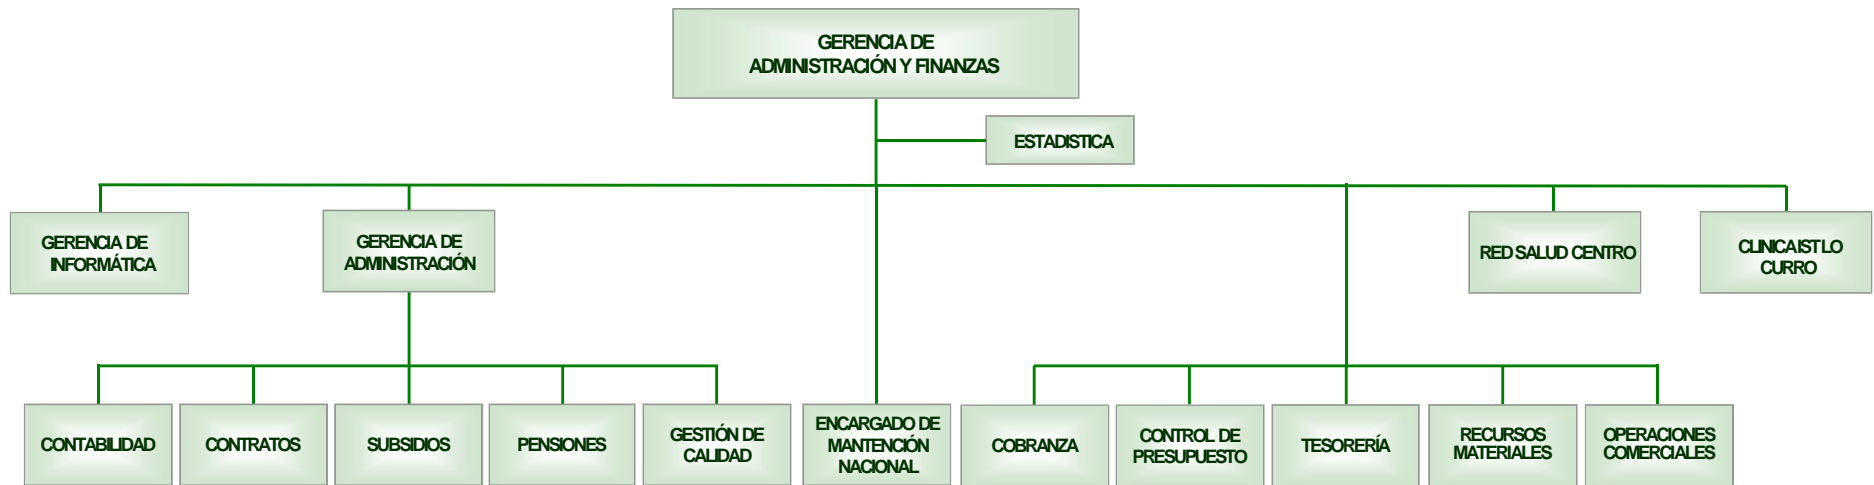 GERENCIA DE
ADMINISTRACIÓN Y FINANZAS
ESTADISTICA
GERENCIA DE
INFORMÁTICA
GERENCIA DE
ADMINISTRACIÓN
RED SALUD CENTRO
CLINICA IST LO
CURRO
CONTABILIDAD
CONTRATOS
SUBSIDIOS
PENSIONES
GESTIÓN DE
CALIDAD
ENCARGADO DE
MANTENCIÓN
NACIONAL
COBRANZA
CONTROL DE
PRESUPUESTO
TESORERÍA
RECURSOS
MATERIALES
OPERACIONES
COMERCIALES